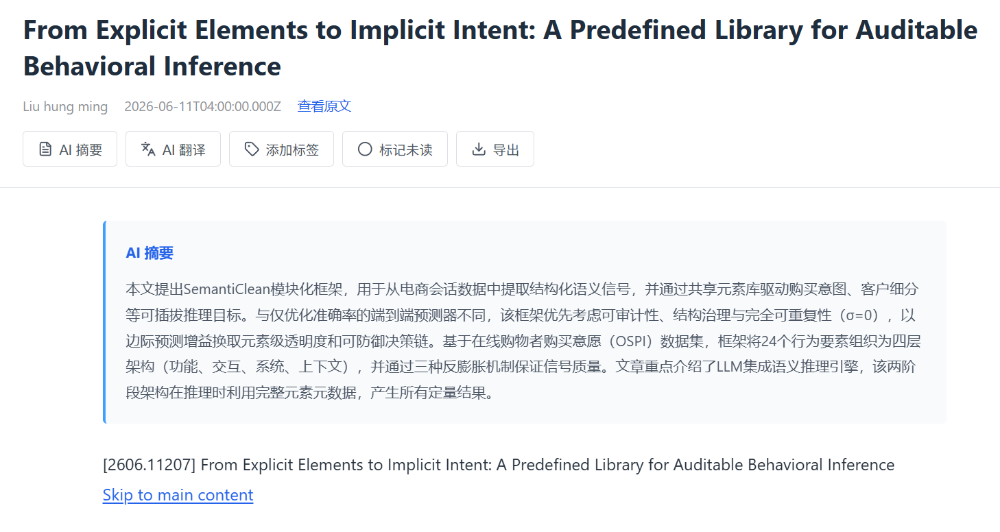 From Explicit Elements to Implicit Intent: A Predefined Library for Auditable
Behavioral Inference
Liu hung ming 2026-06-11T04:00:00.000Z 查看原文
AI 摘要 AI 翻译 添加标签 标记未读 导出
AI 摘要
本文提出SemantiClean模块化框架，用于从电商会话数据中提取结构化语义信号，并通过共享元素库驱动购买意图、客户细分
等可插拔推理目标。与仅优化准确率的端到端预测器不同，该框架优先考虑可审计性、结构治理与完全可重复性（σ=0），以
边际预测增益换取元素级透明度和可防御决策链。基于在线购物者购买意愿（OSPI）数据集，框架将24个行为要素组织为四层
架构（功能、交互、系统、上下文），并通过三种反膨胀机制保证信号质量。文章重点介绍了LLM集成语义推理引擎，该两阶
段架构在推理时利用完整元素元数据，产生所有定量结果。
[2606.11207] From Explicit Elements to Implicit Intent: A Predefined Library for Auditable Behavioral Inference
Skip to main content